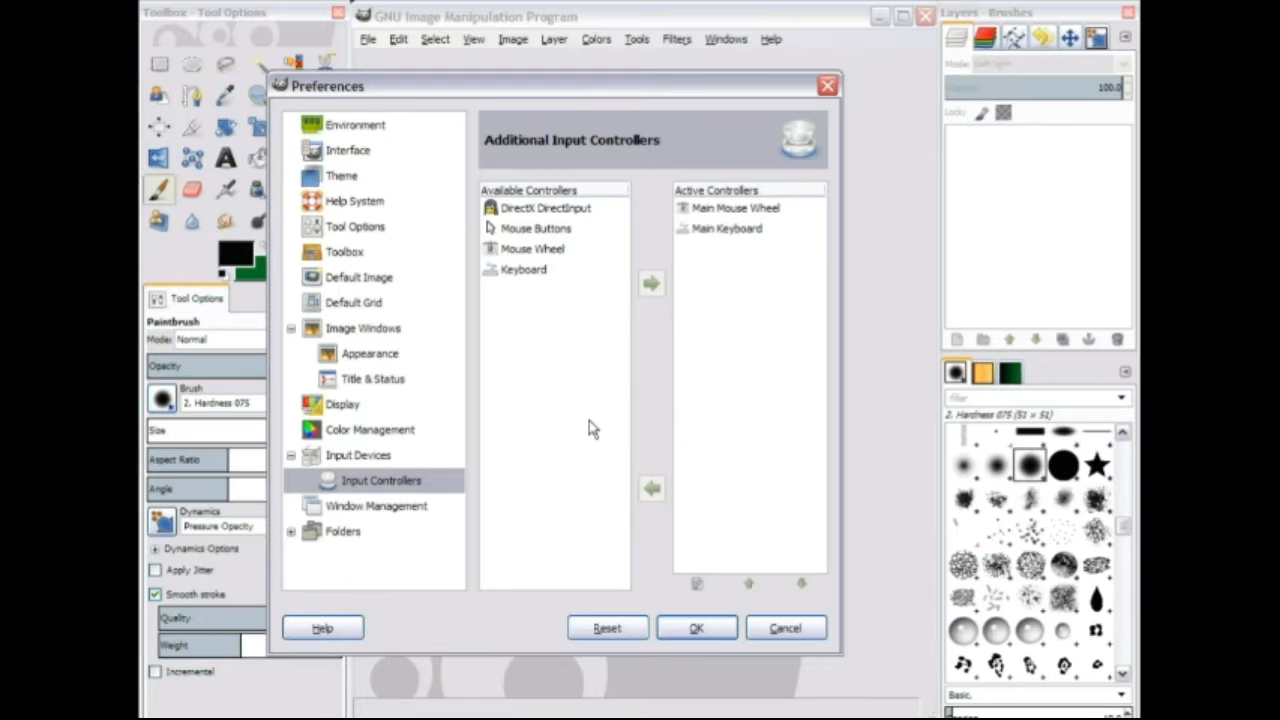 Toolbox - Tool Options
GNU Image Manipulation Program
Layers - Brushes
File Edit Select View Image Layer Colors Tools Filters Windows Help
Mode: Soft light
100.0
Lock:
Preferences
Environment
Interface
Theme
Help System
Tool Options
Toolbox
Default Image
Default Grid
Image Windows
Appearance
Title & Status
Display
Color Management
Input Devices
Input Controllers
Window Management
Folders
Additional Input Controllers
Available Controllers
DirectX DirectInput
Mouse Buttons
Mouse Wheel
Keyboard
Active Controllers
Main Mouse Wheel
Main Keyboard
Help
Reset
OK
Cancel
Tool Options
Paintbrush
Mode: Normal
Opacity
Brush
2. Hardness 075
Size
Aspect Ratio
Angle
Dynamics
Pressure Opacity
Dynamics Options
Apply Jitter
Smooth stroke
Quality
Weight
Incremental
filter
2. Hardness 075 (51 × 51)
Basic,